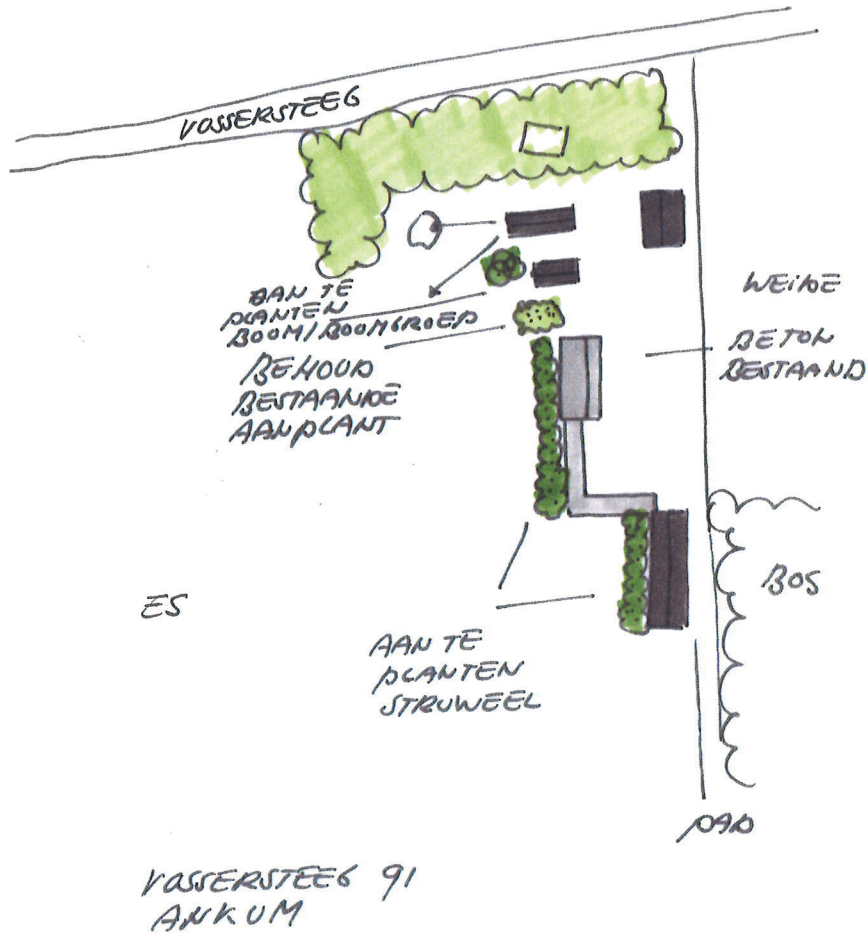 VOSSERSTEEG
AAN TE
PLANTEN
BOOM/BOOMGROEP
BEHOUD
BESTAANDE
AANPLANT
WEIDE
BETON
BESTAAND
BOS
ES
AAN TE
PLANTEN
STRUWEEL
PAD
VOSSERSTEEG 91
ANKUM